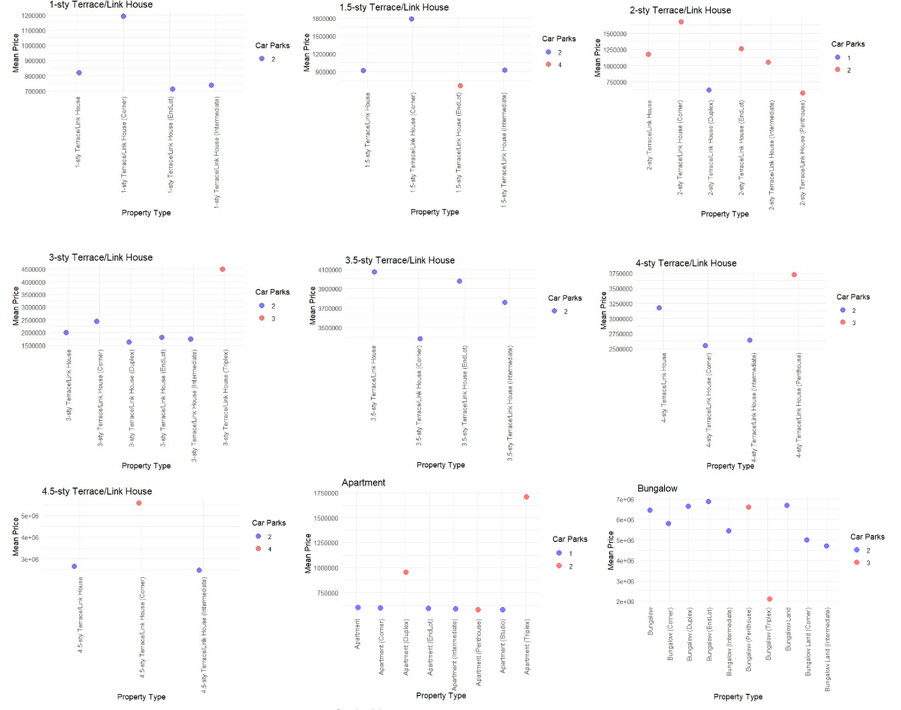 1-sty Terrace/Link House
Mean Price
1200000
1100000
1000000
900000
800000
700000
1-sty Terrace/Link House
1-sty Terrace/Link House (Corner)
1-sty Terrace/Link House (EndLot)
1-sty Terrace/Link House (Intermediate)
Property Type
Car Parks
2
1.5-sty Terrace/Link House
Mean Price
1800000
1500000
1200000
900000
1.5-sty Terrace/Link House
1.5-sty Terrace/Link House (Corner)
1.5-sty Terrace/Link House (EndLot)
1.5-sty Terrace/Link House (Intermediate)
Property Type
Car Parks
2
4
2-sty Terrace/Link House
Mean Price
1500000
1250000
1000000
750000
2-sty Terrace/Link House
2-sty Terrace/Link House (Corner)
2-sty Terrace/Link House (Duplex)
2-sty Terrace/Link House (EndLot)
2-sty Terrace/Link House (Intermediate)
2-sty Terrace/Link House (Penthouse)
Property Type
Car Parks
1
2
3-sty Terrace/Link House
Mean Price
4500000
4000000
3500000
3000000
2500000
2000000
1500000
3-sty Terrace/Link House
3-sty Terrace/Link House (Corner)
3-sty Terrace/Link House (Duplex)
3-sty Terrace/Link House (EndLot)
3-sty Terrace/Link House (Intermediate)
3-sty Terrace/Link House (Triplex)
Property Type
Car Parks
2
3
3.5-sty Terrace/Link House
Mean Price
4100000
3900000
3700000
3500000
3.5-sty Terrace/Link House
3.5-sty Terrace/Link House (Corner)
3.5-sty Terrace/Link House (EndLot)
3.5-sty Terrace/Link House (Intermediate)
Property Type
Car Parks
2
4-sty Terrace/Link House
Mean Price
3750000
3500000
3250000
3000000
2750000
2500000
4-sty Terrace/Link House
4-sty Terrace/Link House (Corner)
4-sty Terrace/Link House (Intermediate)
4-sty Terrace/Link House (Penthouse)
Property Type
Car Parks
2
3
4.5-sty Terrace/Link House
Mean Price
5e+06
4e+06
3e+06
4.5-sty Terrace/Link House
4.5-sty Terrace/Link House (Corner)
4.5-sty Terrace/Link House (Intermediate)
Property Type
Car Parks
2
4
Apartment
Mean Price
1750000
1500000
1250000
1000000
750000
Apartment
Apartment (Corner)
Apartment (Duplex)
Apartment (EndLot)
Apartment (Intermediate)
Apartment (Penthouse)
Apartment (Studio)
Apartment (Triplex)
Property Type
Car Parks
1
2
Bungalow
Mean Price
7e+06
6e+06
5e+06
4e+06
3e+06
2e+06
Bungalow
Bungalow (Corner)
Bungalow (Duplex)
Bungalow (EndLot)
Bungalow (Intermediate)
Bungalow (Penthouse)
Bungalow (Triplex)
Bungalow Land
Bungalow Land (Corner)
Bungalow Land (Intermediate)
Property Type
Car Parks
2
3